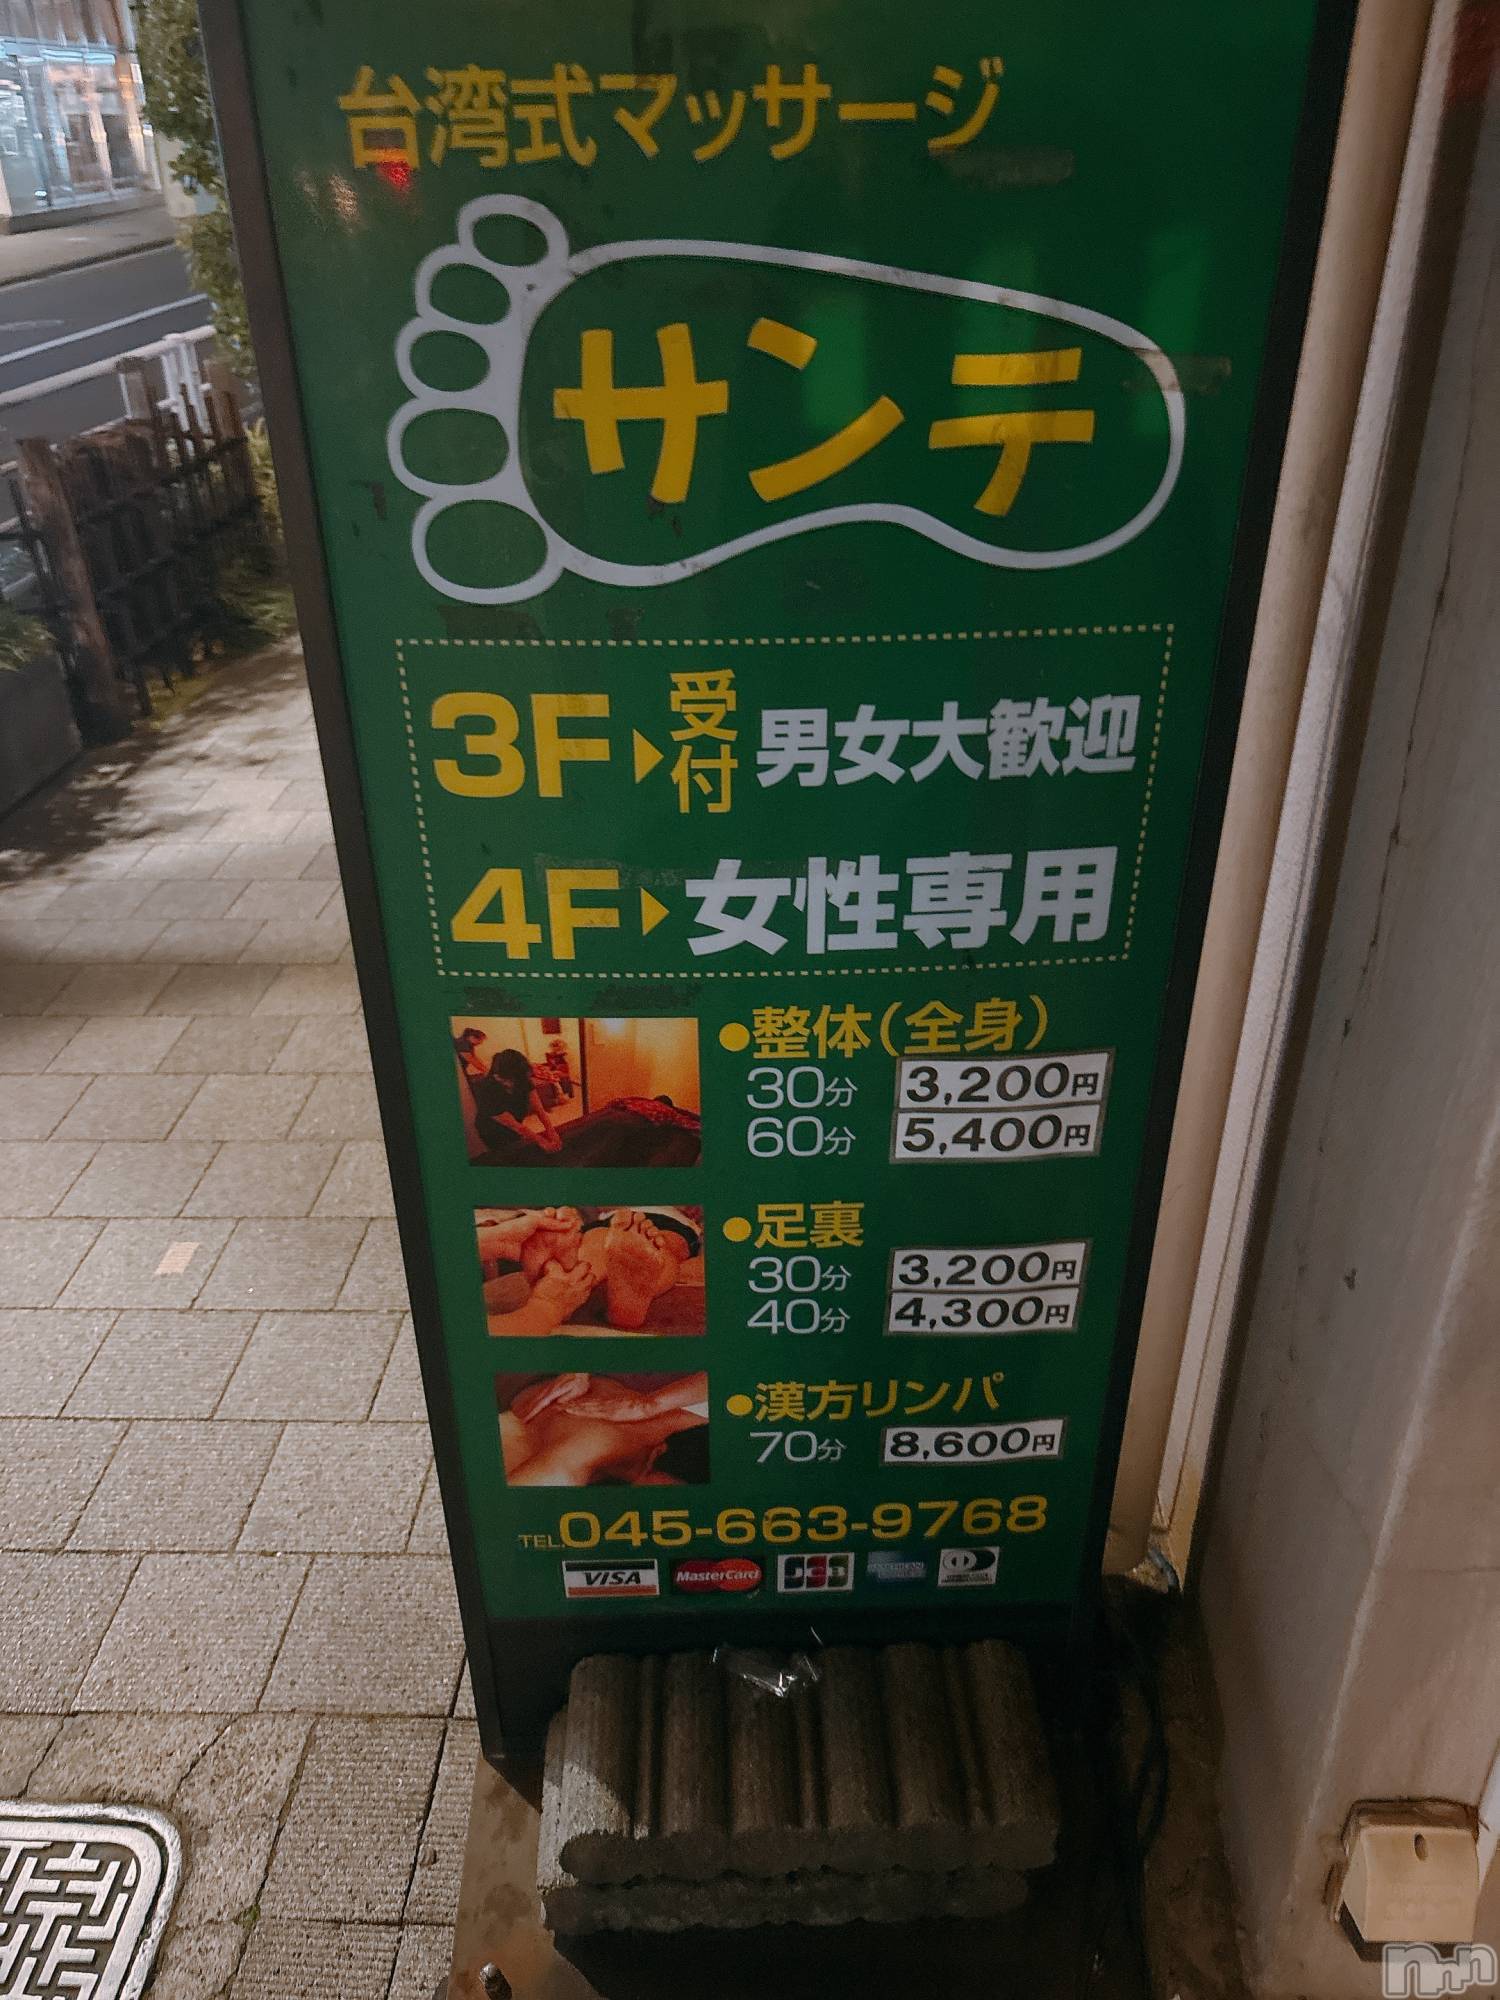 台湾式マッサージ
サンテ
3F▶受付 男女大歓迎
4F▶女性専用
●整体(全身)
30分 3,200円
60分 5,400円
●足裏
30分 3,200円
40分 4,300円
●漢方リンパ
70分 8,600円
TEL.045-663-9768
VISA MasterCard JCB AMERICAN EXPRESS